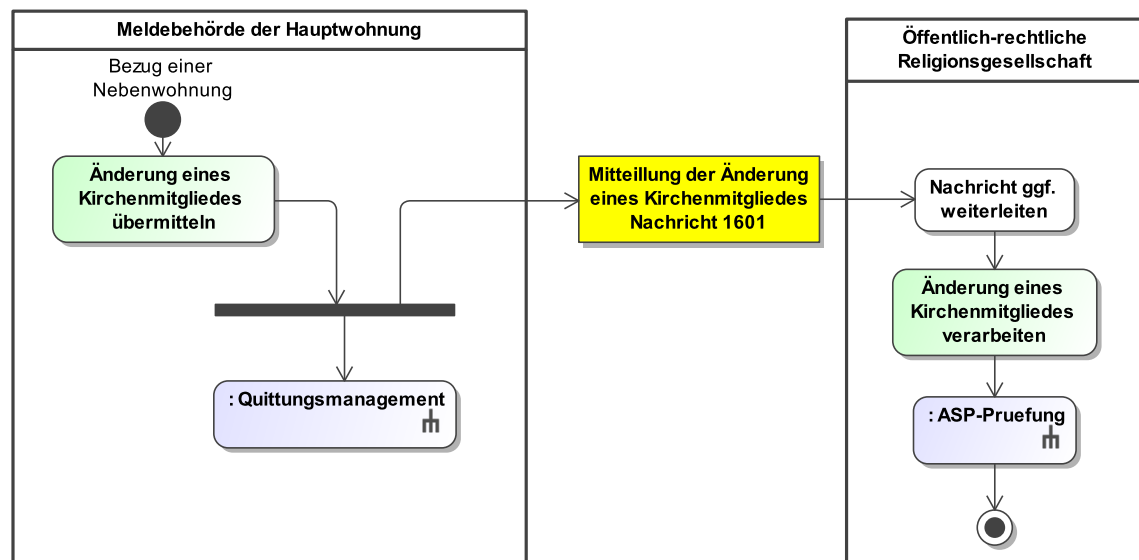 Meldebehörde der Hauptwohnung
Bezug einer
Nebenwohnung
Änderung eines
Kirchenmitgliedes
übermitteln
: Quittungsmanagement
Mitteillung der Änderung
eines Kirchenmitgliedes
Nachricht 1601
Öffentlich-rechtliche
Religionsgesellschaft
Nachricht ggf.
weiterleiten
Änderung eines
Kirchenmitgliedes
verarbeiten
: ASP-Pruefung